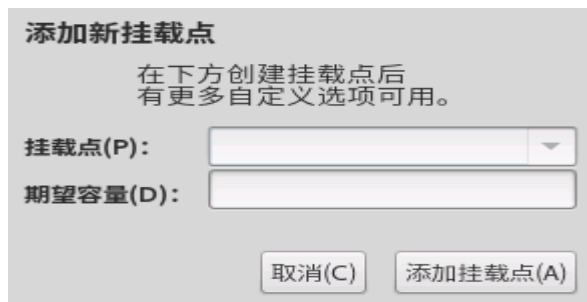 添加新挂载点
在下方创建挂载点后
有更多自定义选项可用。
挂载点(P)：
期望容量(D)：
取消(C)
添加挂载点(A)